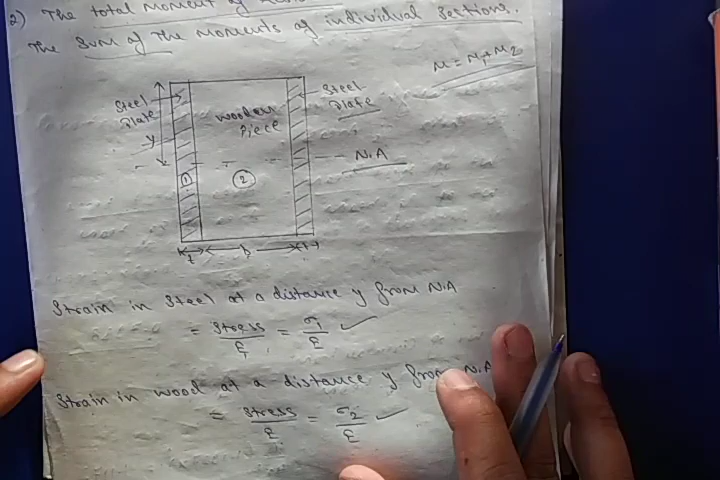 2) The total moment of
The sum of the moments of individual sections.
M = M1 + M2
Steel Plate
wooden Piece
Steel Plate
y
N.A
1
2
t
b
t
Strain in Steel at a distance y from N.A
= Stress/E = σ1/E ✓
Strain in wood at a distance y from N.A
= Stress/E = σ2/E ✓